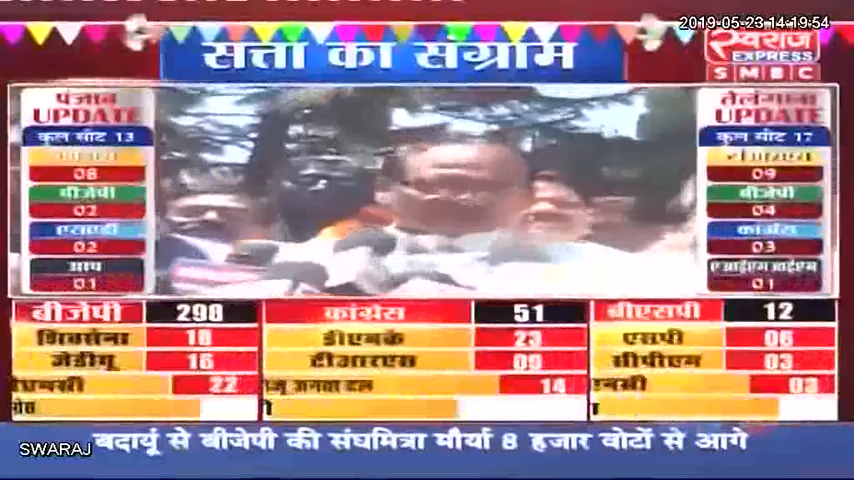 2019-05-23 14:19:54
सत्ता का संग्राम
स्वराज
EXPRESS
SMBC
पंजाब
UPDATE
कुल सीट 13
08
बीजेपी
02
एसएडी
02
आप
01
तेलंगाना
UPDATE
कुल सीट 17
टीआरएस
09
बीजेपी
04
कांग्रेस
03
एआईएमआईएम
01
बीजेपी 298 कांग्रेस 51 बीएसपी 12
शिवसेना 18 डीएमके 23 एसपी 06
जेडीयू 16 टीआरएस 09 सीपीएम 03
22 14 03
बदायूं से बीजेपी की संघमित्रा मौर्या 8 हजार वोटों से आगे
SWARAJ